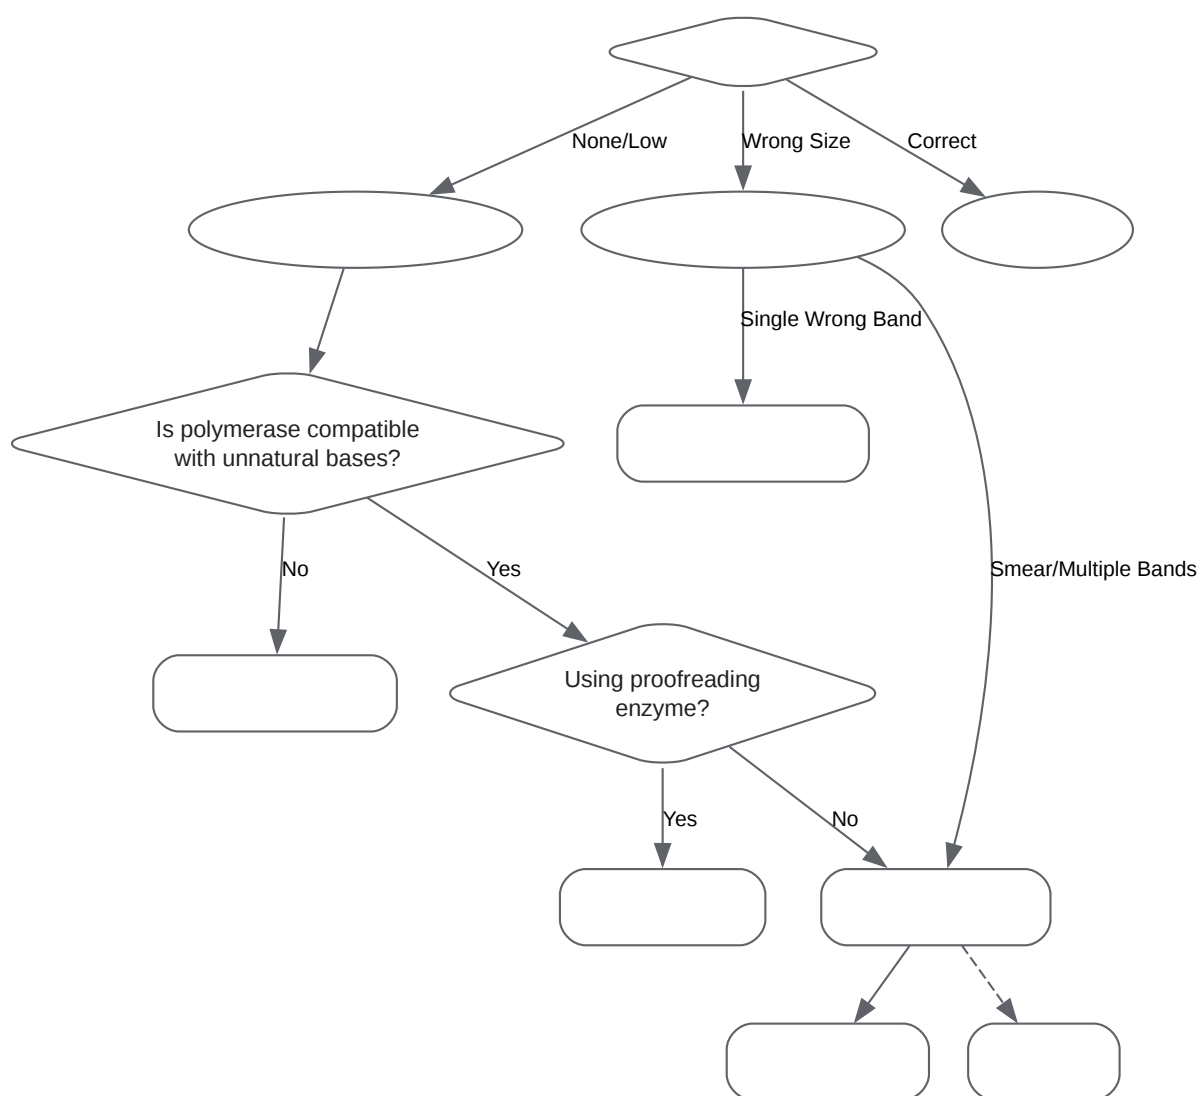 None/Low
Wrong Size
Correct
Single Wrong Band
Is polymerase compatible
with unnatural bases?
No
Yes
Smear/Multiple Bands
Using proofreading
enzyme?
Yes
No